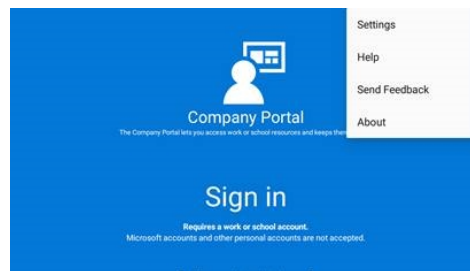 Settings
Help
Send Feedback
About
Company Portal
The Company Portal lets you access work or school resources and keeps
Sign in
Requires a work or school account.
Microsoft accounts and other personal accounts are not accepted.